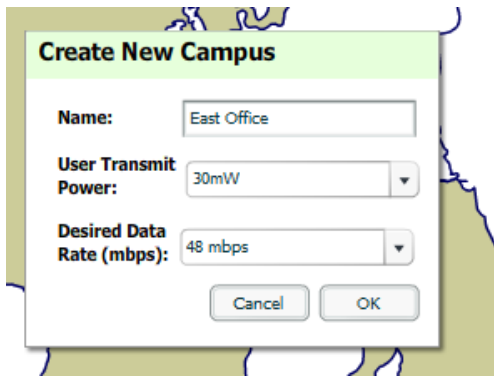 Create New Campus
Name: East Office
User Transmit
Power: 30mW
Desired Data
Rate (mbps): 48 mbps
Cancel OK